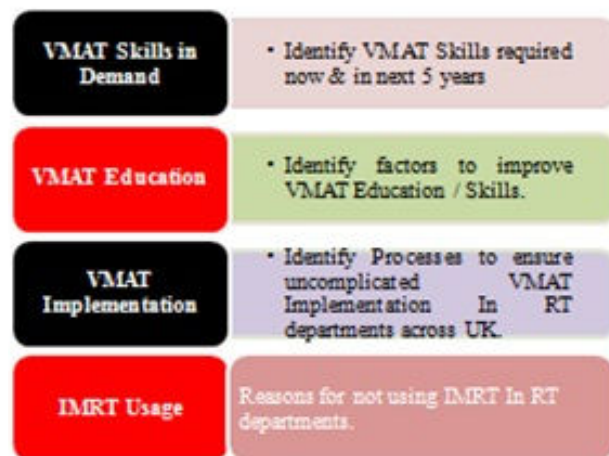 VMAT Skills in
Demand
• Identify VMAT Skills required
now & in next 5 years
VMAT Education
• Identify factors to improve
VMAT Education / Skills.
VMAT
Implementation
• Identify Processes to ensure
uncomplicated VMAT
Implementation In RT
departments across UK.
IMRT Usage
Reasons for not using IMRT In RT
departments.